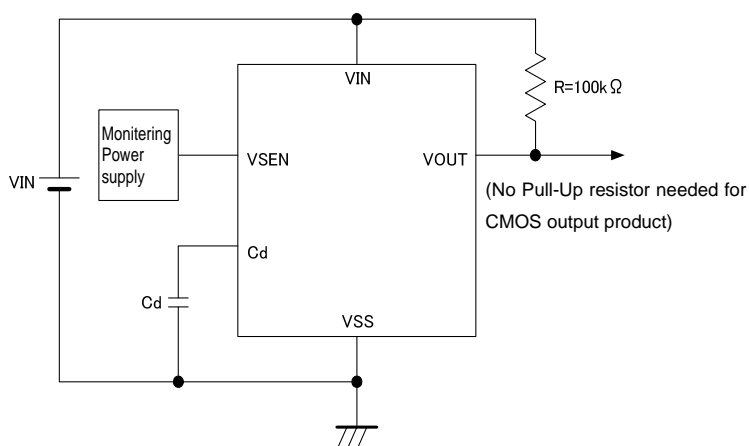 VIN
R=100kΩ
Monitering
Power
supply
VSEN
VOUT
VIN
(No Pull-Up resistor needed for
CMOS output product)
Cd
Cd
VSS